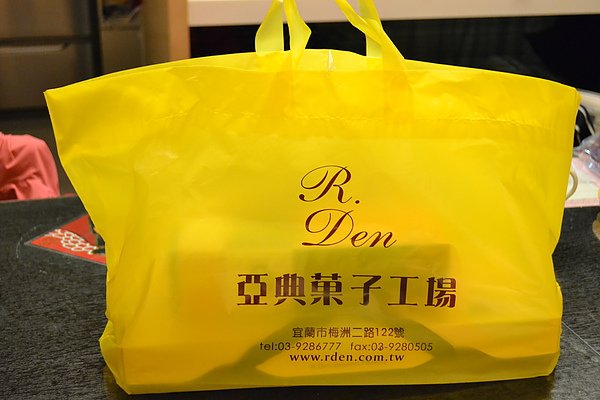 R.
Den
亞典菓子工場
宜蘭市梅洲二路122號
tel:03-9286777 fax:03-9280505
www.rden.com.tw